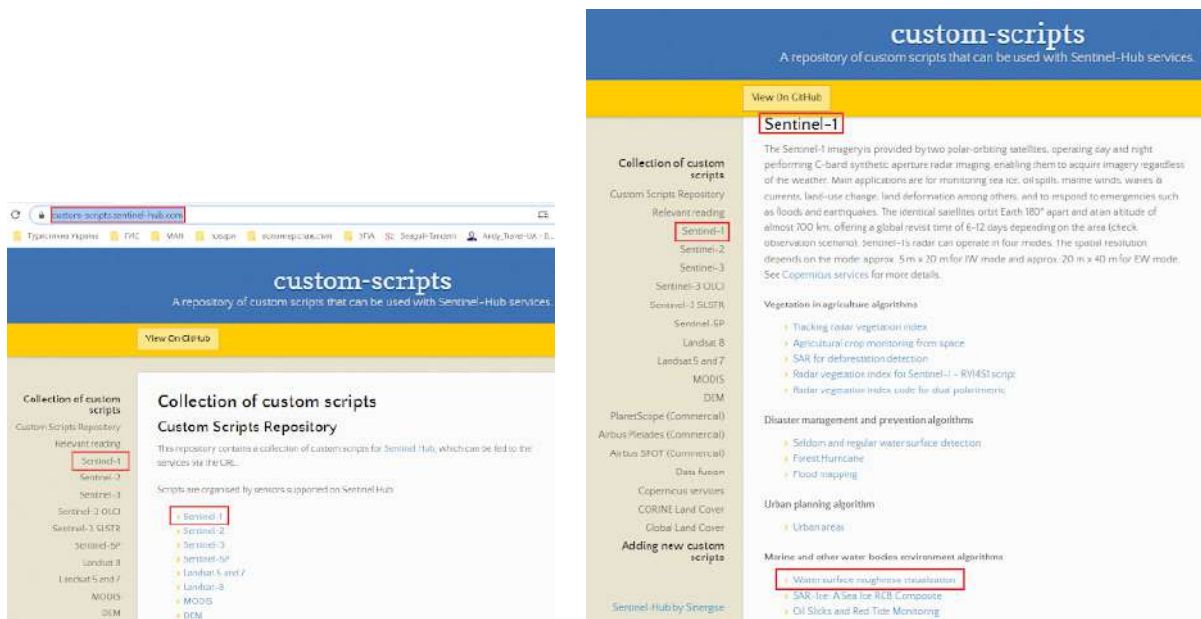 custom-scripts.sentinel-hub.com
custom-scripts
A repository of custom scripts that can be used with Sentinel-Hub services.
View On GitHub
Collection of custom
scripts
Custom Scripts Repository
Relevant reading
Sentinel-1
Sentinel-2
Sentinel-3
Sentinel-3 OLCI
Sentinel-3 SLSTR
Sentinel-5P
Landsat 8
Landsat 5 and 7
MODIS
DEM
Collection of custom scripts
Custom Scripts Repository
This repository contains a collection of custom scripts for Sentinel Hub, which can be fed to the
services via the URL.
Scripts are organised by sensors supported on Sentinel Hub
Sentinel-1
Sentinel-2
Sentinel-3
Sentinel-5P
Landsat 5 and 7
Landsat-8
MODIS
DEM
custom-scripts
A repository of custom scripts that can be used with Sentinel-Hub services.
View On GitHub
Collection of custom
scripts
Custom Scripts Repository
Relevant reading
Sentinel-1
Sentinel-2
Sentinel-3
Sentinel-3 OLCI
Sentinel-3 SLSTR
Sentinel-5P
Landsat 8
Landsat 5 and 7
MODIS
DEM
PlanetScope (Commercial)
Airbus Pleiades (Commercial)
Airbus SPOT (Commercial)
Data fusion
Copernicus services
CORINE Land Cover
Global Land Cover
Adding new custom
scripts
Sentinel-Hub by Sinergise
Sentinel-1
The Sentinel-1 imagery is provided by two polar-orbiting satellites, operating day and night
performing C-band synthetic aperture radar imaging, enabling them to acquire imagery regardless
of the weather. Main applications are for monitoring sea ice, oil spills, marine winds, waves &
currents, land-use change, land deformation among others, and to respond to emergencies such
as floods and earthquakes. The identical satellites orbit Earth 180° apart and at an altitude of
almost 700 km, offering a global revisit time of 6-12 days depending on the area (check
observation scenario). Sentinel-1's radar can operate in four modes. The spatial resolution
depends on the mode: approx. 5 m x 20 m for IW mode and approx. 20 m x 40 m for EW mode.
See Copernicus services for more details.
Vegetation in agriculture algorithms
Tracking radar vegetation index
Agricultural crop monitoring from space
SAR for deforestation detection
Radar vegetation index for Sentinel-1 - RVI4S1 script
Radar vegetation index code for dual polarimetric
Disaster management and prevention algorithms
Seldom and regular water surface detection
Forest Hurricane
Flood mapping
Urban planning algorithm
Urban areas
Marine and other water bodies environment algorithms
Water surface roughness visualization
SAR-Ice: A Sea Ice RGB Composite
Oil Slicks and Red Tide Monitoring